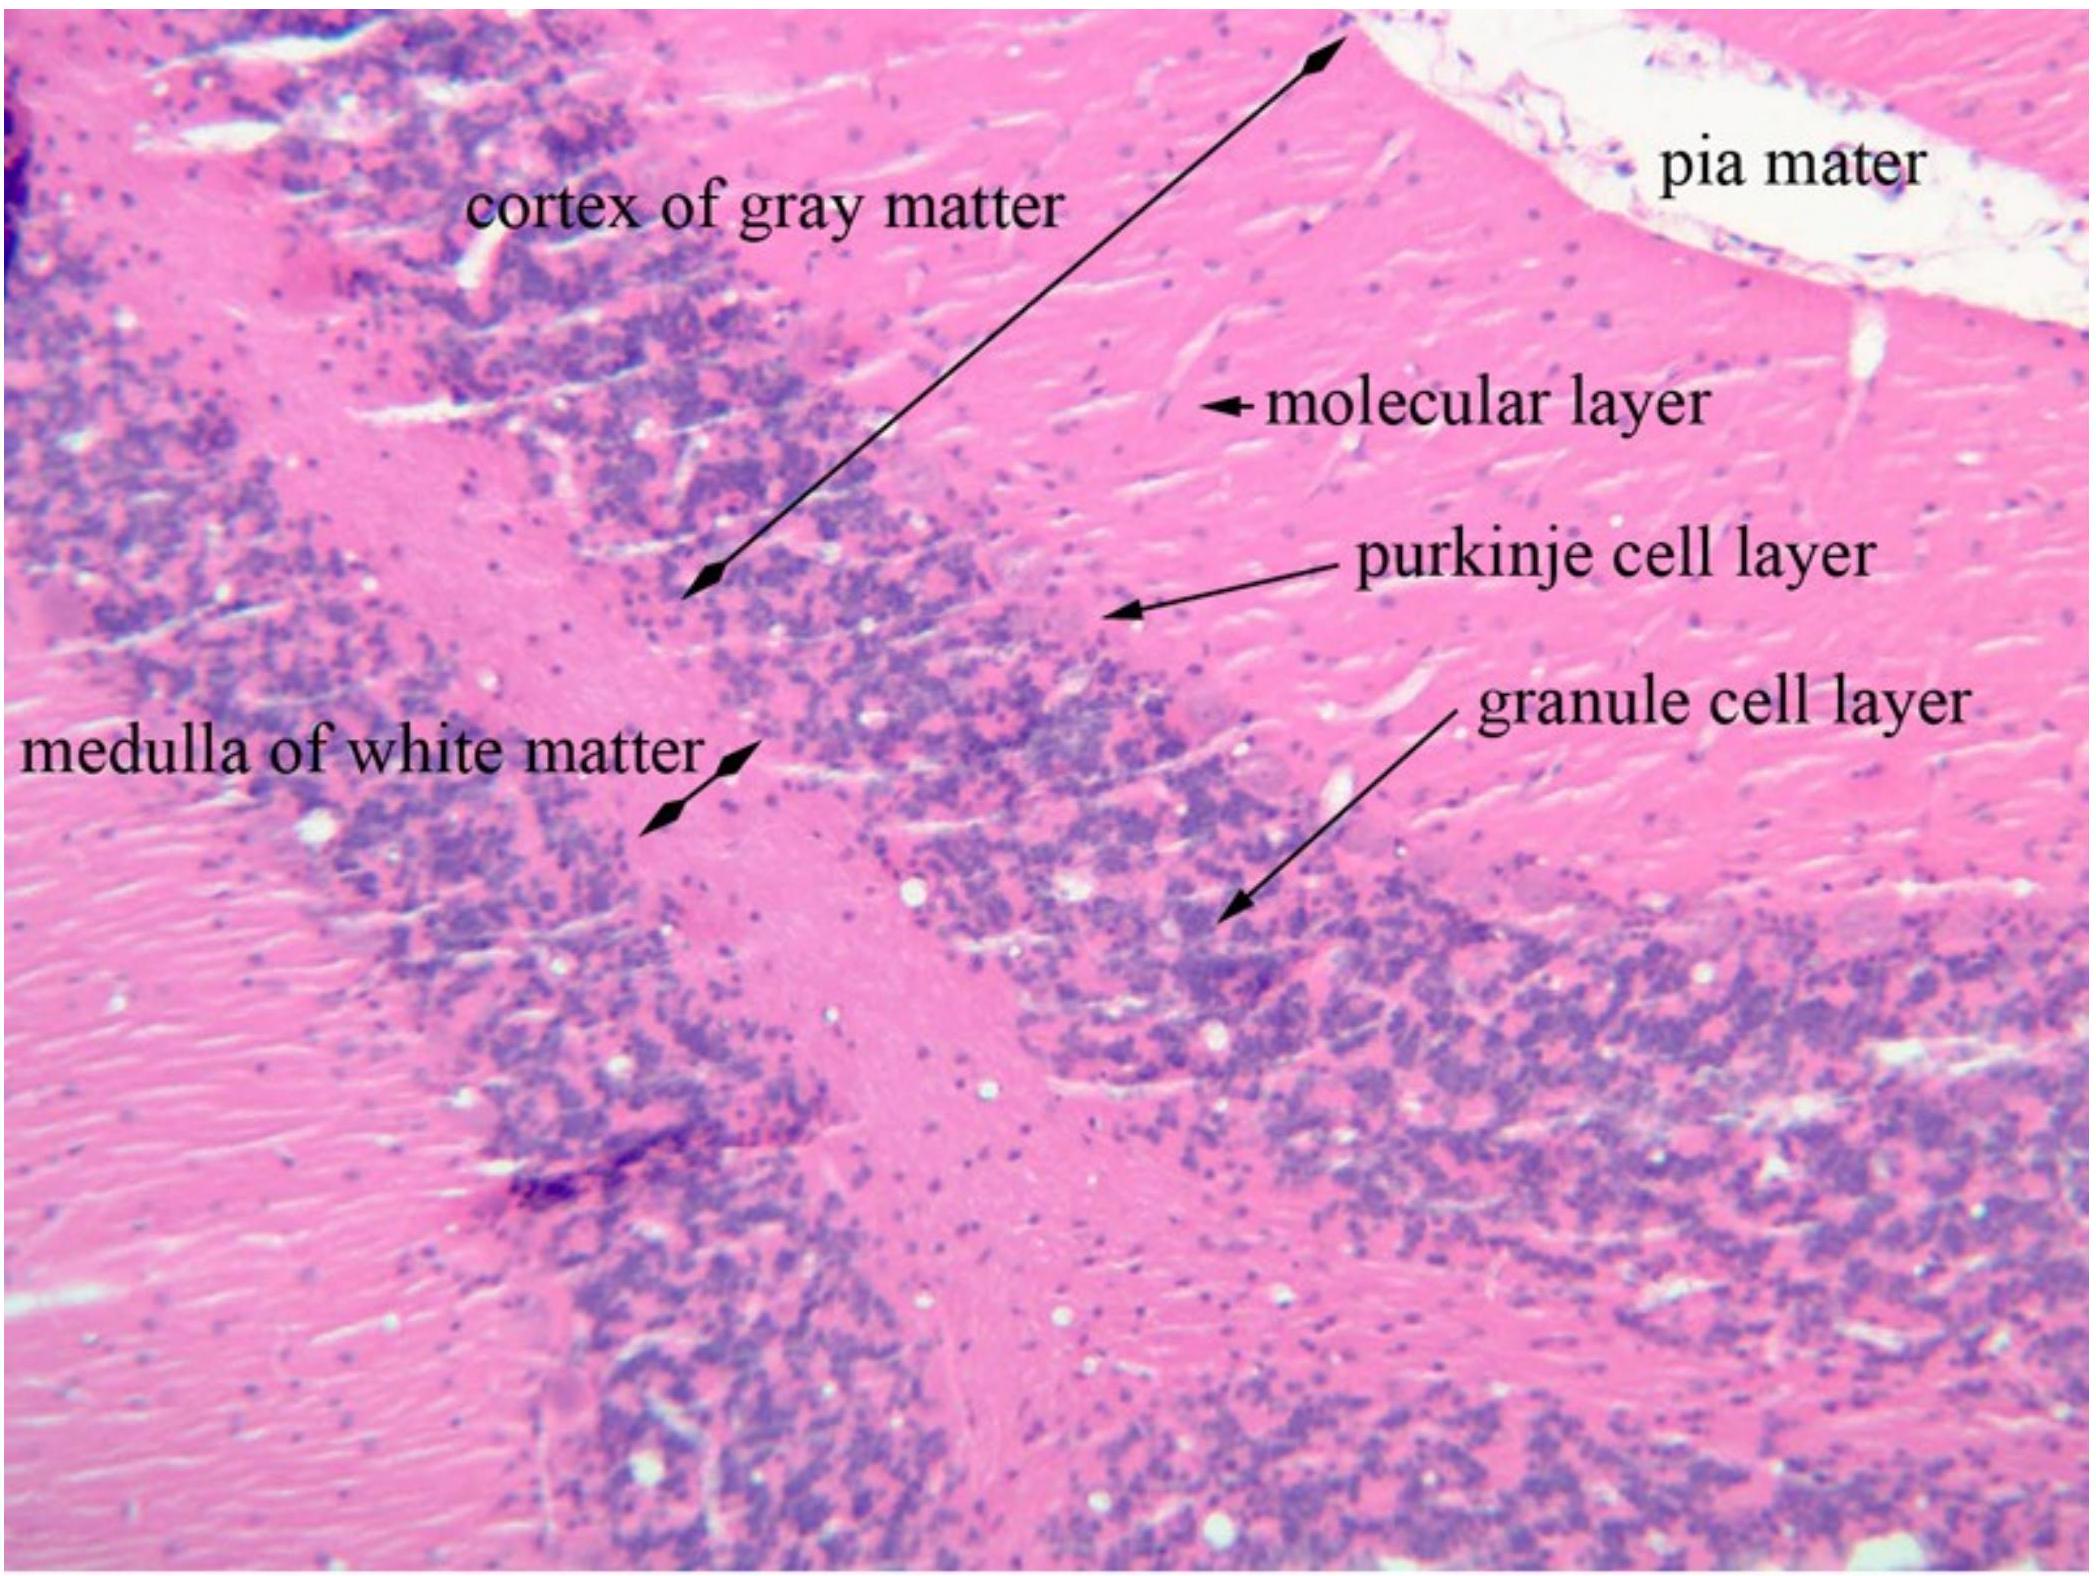 pia mater
cortex of gray matter
molecular layer
purkinje cell layer
granule cell layer
medulla of white matter